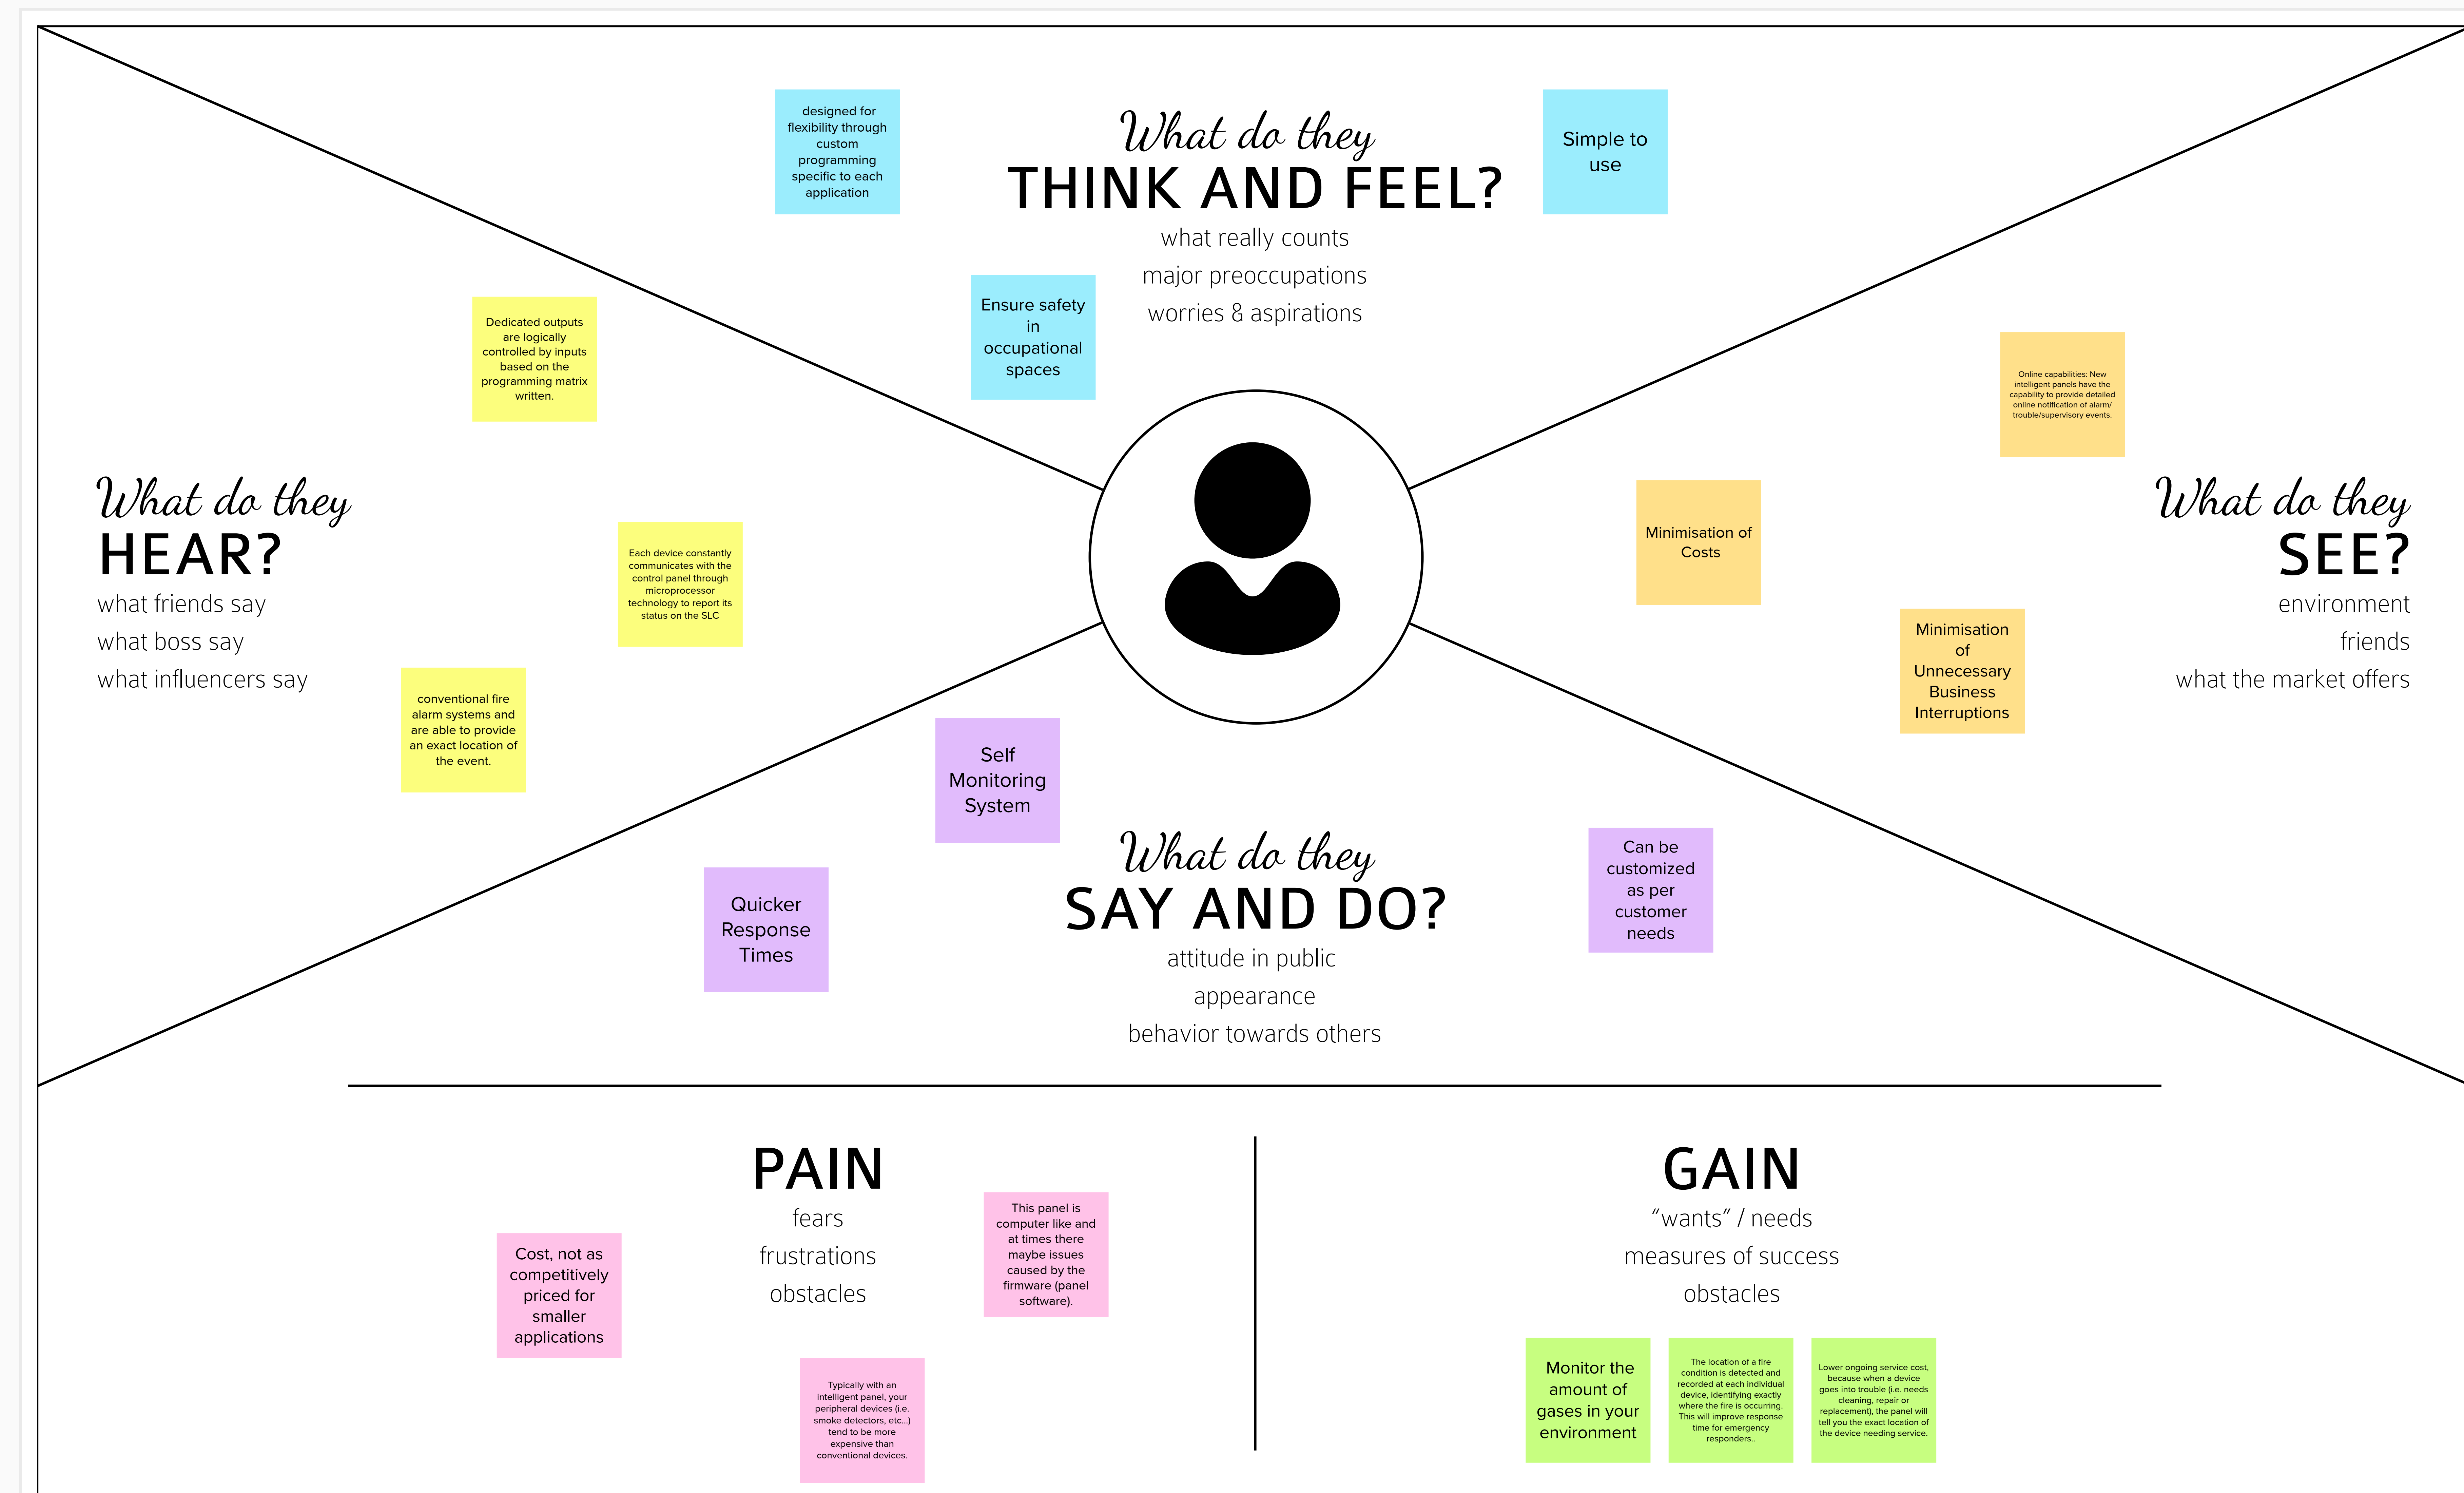 designed for
flexibility through
custom
programming
specific to each
application
What do they
THINK AND FEEL?
what really counts
major preoccupations
worries & aspirations
Simple to
use
Ensure safety
in
occupational
spaces
Dedicated outputs
are logically
controlled by inputs
based on the
programming matrix
written.
What do they
HEAR?
what friends say
what boss say
what influencers say
Each device constantly
communicates with the
control panel through
microprocessor
technology to report its
status on the SLC
conventional fire
alarm systems and
are able to provide
an exact location of
the event.
Online capabilities: New
intelligent panels have the
capability to provide detailed
online notification of alarm/
trouble/supervisory events.
Minimisation of
Costs
What do they
SEE?
environment
friends
what the market offers
Minimisation
of
Unnecessary
Business
Interruptions
Self
Monitoring
System
Quicker
Response
Times
What do they
SAY AND DO?
attitude in public
appearance
behavior towards others
Can be
customized
as per
customer
needs
PAIN
fears
frustrations
obstacles
Cost, not as
competitively
priced for
smaller
applications
This panel is
computer like and
at times there
maybe issues
caused by the
firmware (panel
software).
Typically with an
intelligent panel, your
peripheral devices (i.e.
smoke detectors, etc...)
tend to be more
expensive than
conventional devices.
GAIN
“wants” / needs
measures of success
obstacles
Monitor the
amount of
gases in your
environment
The location of a fire
condition is detected and
recorded at each individual
device, identifying exactly
where the fire is occurring.
This will improve response
time for emergency
responders..
Lower ongoing service cost,
because when a device
goes into trouble (i.e. needs
cleaning, repair or
replacement), the panel will
tell you the exact location of
the device needing service.